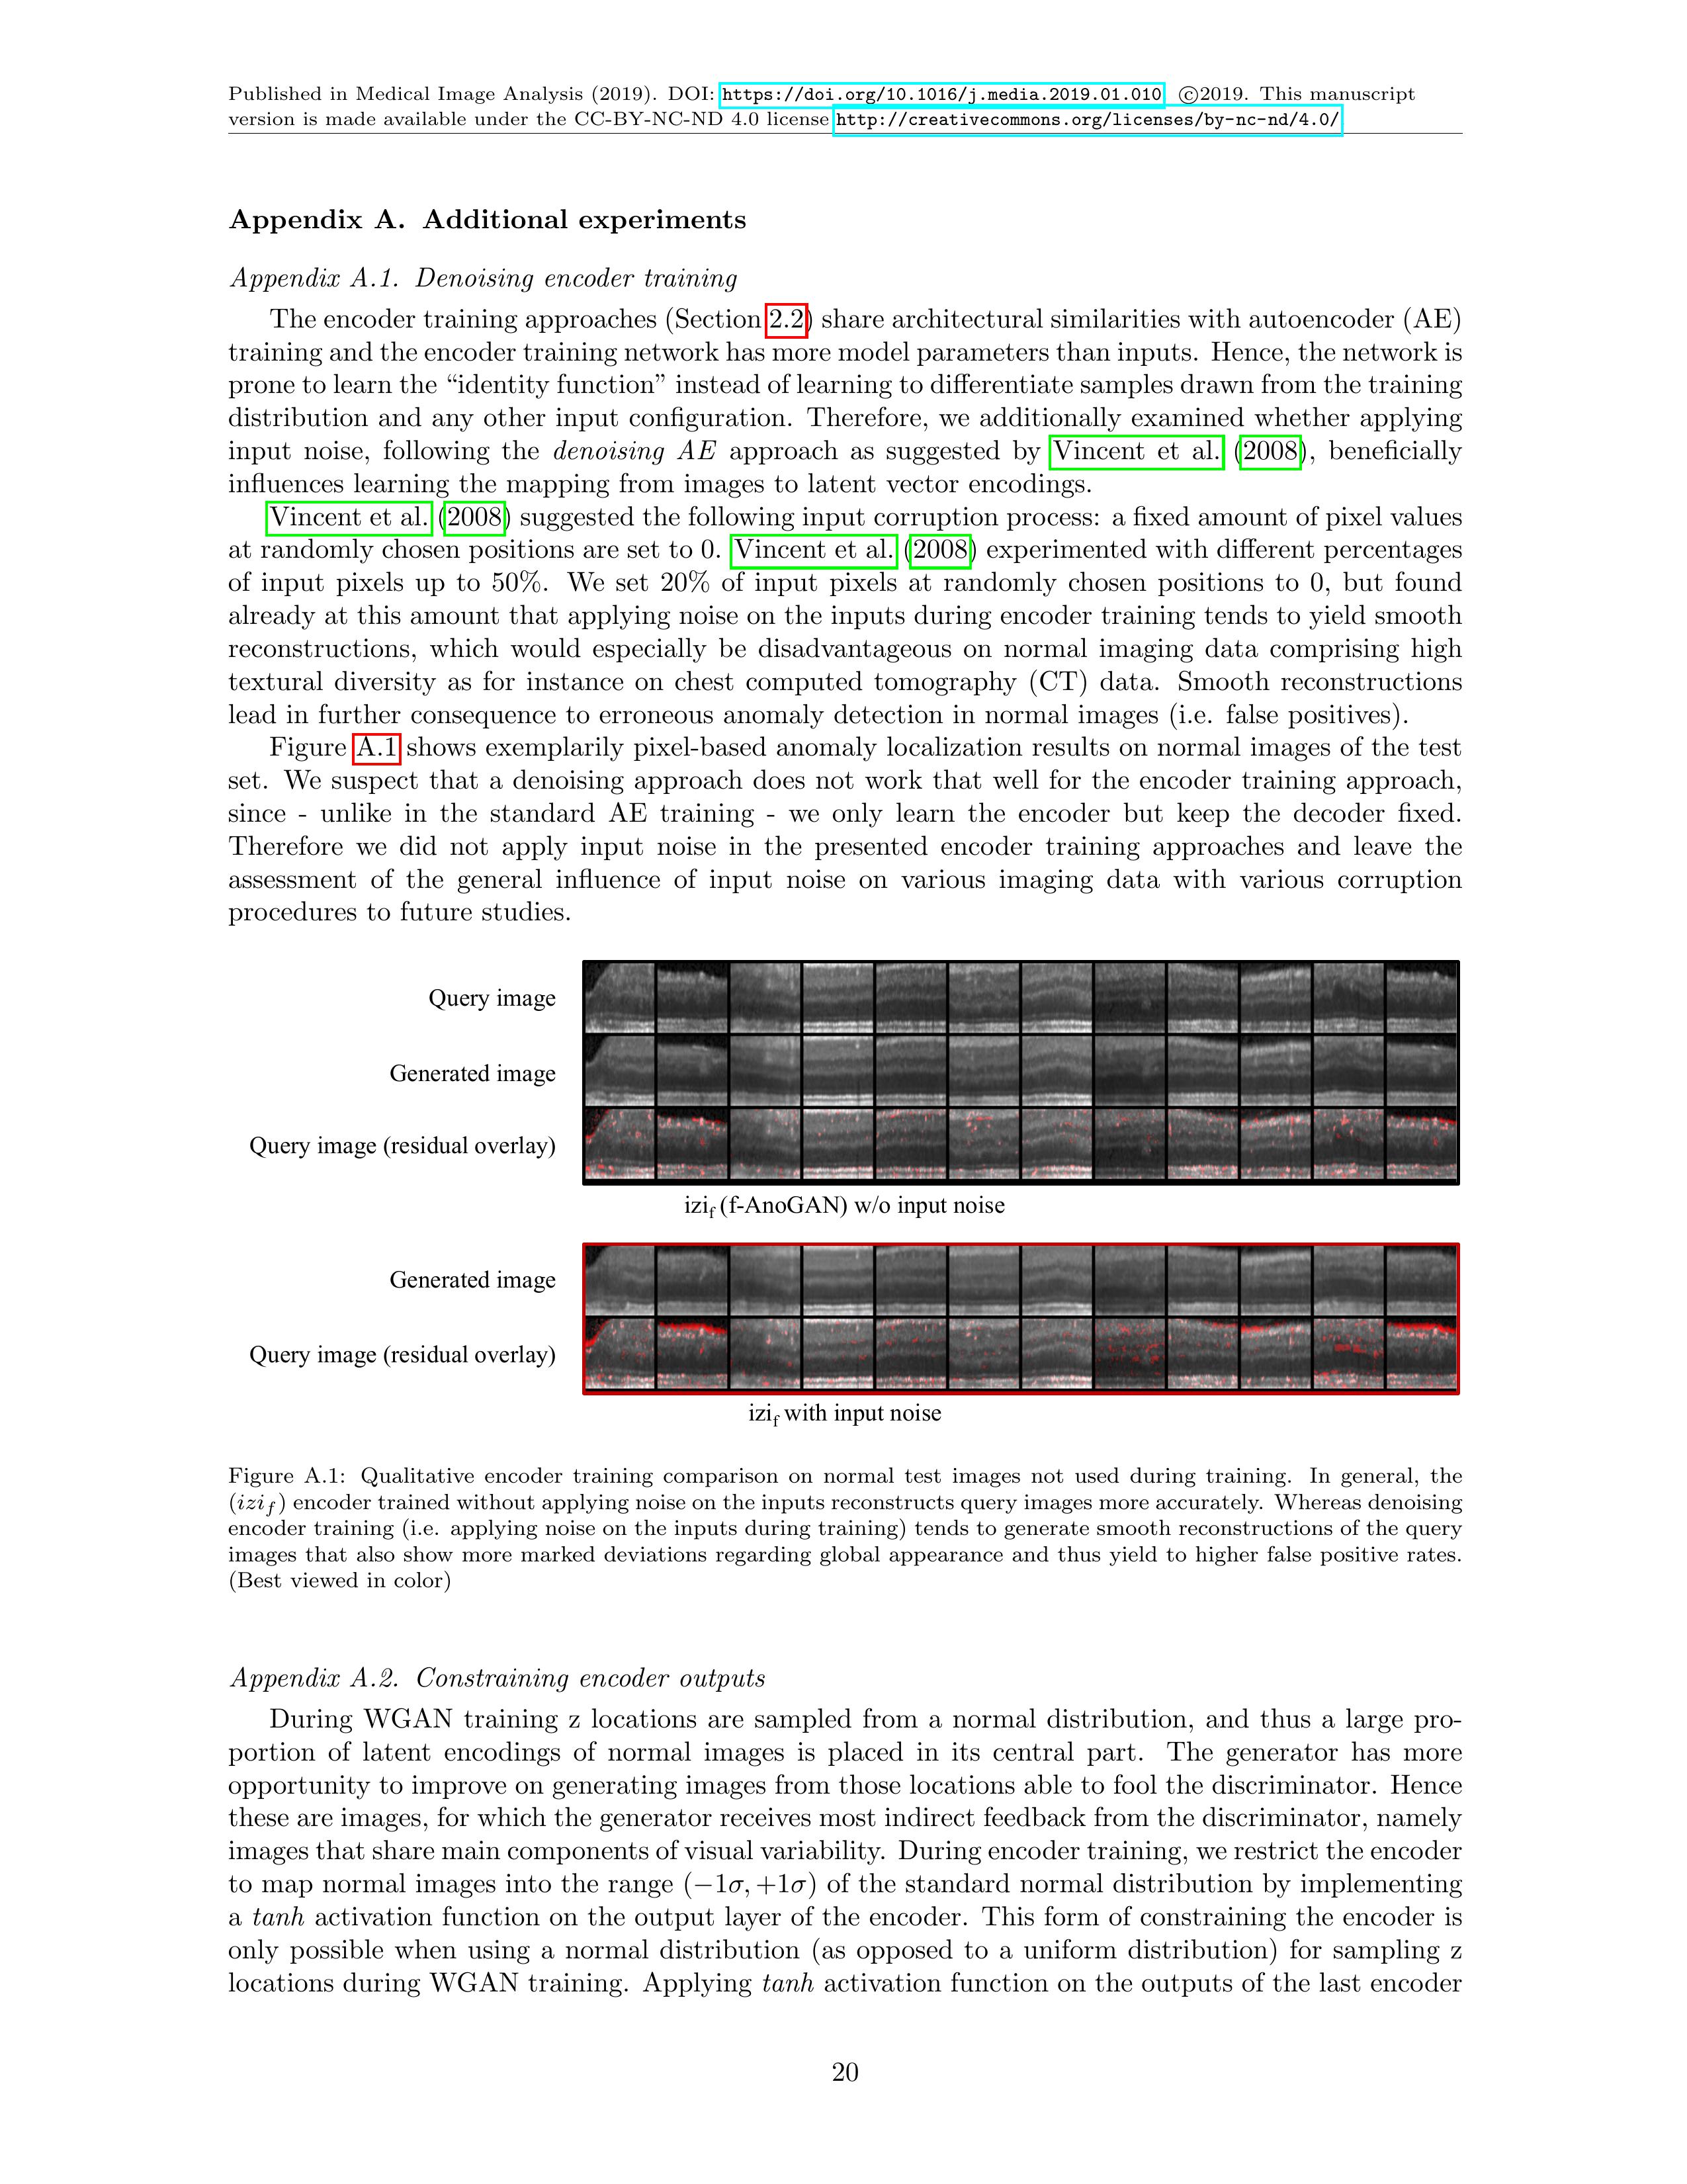 Published in Medical Image Analysis (2019). DOI: https://doi.org/10.1016/j.media.2019.01.010 ©2019. This manuscript
version is made available under the CC-BY-NC-ND 4.0 license http://creativecommons.org/licenses/by-nc-nd/4.0/
Appendix A. Additional experiments
Appendix A.1. Denoising encoder training
The encoder training approaches (Section 2.2) share architectural similarities with autoencoder (AE)
training and the encoder training network has more model parameters than inputs. Hence, the network is
prone to learn the “identity function” instead of learning to differentiate samples drawn from the training
distribution and any other input configuration. Therefore, we additionally examined whether applying
input noise, following the denoising AE approach as suggested by Vincent et al. (2008), beneficially
influences learning the mapping from images to latent vector encodings.
Vincent et al. (2008) suggested the following input corruption process: a fixed amount of pixel values
at randomly chosen positions are set to 0. Vincent et al. (2008) experimented with different percentages
of input pixels up to 50%. We set 20% of input pixels at randomly chosen positions to 0, but found
already at this amount that applying noise on the inputs during encoder training tends to yield smooth
reconstructions, which would especially be disadvantageous on normal imaging data comprising high
textural diversity as for instance on chest computed tomography (CT) data. Smooth reconstructions
lead in further consequence to erroneous anomaly detection in normal images (i.e. false positives).
Figure A.1 shows exemplarily pixel-based anomaly localization results on normal images of the test
set. We suspect that a denoising approach does not work that well for the encoder training approach,
since - unlike in the standard AE training - we only learn the encoder but keep the decoder fixed.
Therefore we did not apply input noise in the presented encoder training approaches and leave the
assessment of the general influence of input noise on various imaging data with various corruption
procedures to future studies.
Query image
Generated image
Query image (residual overlay)
izi_f (f-AnoGAN) w/o input noise
Generated image
Query image (residual overlay)
izi_f with input noise
Figure A.1: Qualitative encoder training comparison on normal test images not used during training. In general, the
(izi_f) encoder trained without applying noise on the inputs reconstructs query images more accurately. Whereas denoising
encoder training (i.e. applying noise on the inputs during training) tends to generate smooth reconstructions of the query
images that also show more marked deviations regarding global appearance and thus yield to higher false positive rates.
(Best viewed in color)
Appendix A.2. Constraining encoder outputs
During WGAN training z locations are sampled from a normal distribution, and thus a large pro-
portion of latent encodings of normal images is placed in its central part. The generator has more
opportunity to improve on generating images from those locations able to fool the discriminator. Hence
these are images, for which the generator receives most indirect feedback from the discriminator, namely
images that share main components of visual variability. During encoder training, we restrict the encoder
to map normal images into the range (−1σ, +1σ) of the standard normal distribution by implementing
a tanh activation function on the output layer of the encoder. This form of constraining the encoder is
only possible when using a normal distribution (as opposed to a uniform distribution) for sampling z
locations during WGAN training. Applying tanh activation function on the outputs of the last encoder
20